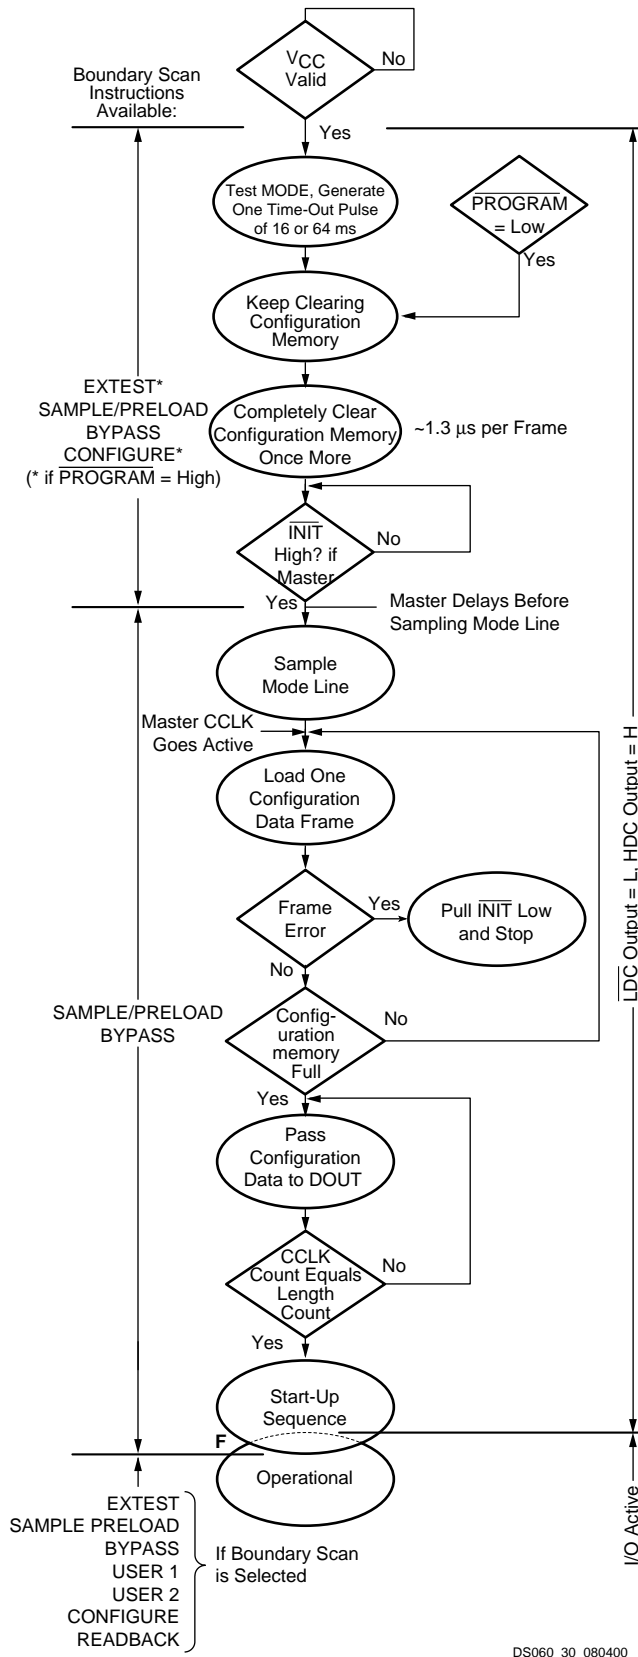 VCC
Valid
No
Boundary Scan
Instructions
Available:
Yes
Test MODE, Generate
One Time-Out Pulse
of 16 or 64 ms
PROGRAM
= Low
Yes
Keep Clearing
Configuration
Memory
EXTEST*
SAMPLE/PRELOAD
BYPASS
CONFIGURE*
(* if PROGRAM = High)
Completely Clear
Configuration Memory
Once More
~1.3 μs per Frame
INIT
High? if
Master
No
Yes
Master Delays Before
Sampling Mode Line
Sample
Mode Line
Master CCLK
Goes Active
Load One
Configuration
Data Frame
Frame
Error
Yes
Pull INIT Low
and Stop
No
LDC Output = L, HDC Output = H
SAMPLE/PRELOAD
BYPASS
Config-
uration
memory
Full
No
Yes
Pass
Configuration
Data to DOUT
CCLK
Count Equals
Length
Count
No
Yes
Start-Up
Sequence
F
Operational
EXTEST
SAMPLE PRELOAD
BYPASS
USER 1
USER 2
CONFIGURE
READBACK
If Boundary Scan
is Selected
I/O Active
DS060_30_080400